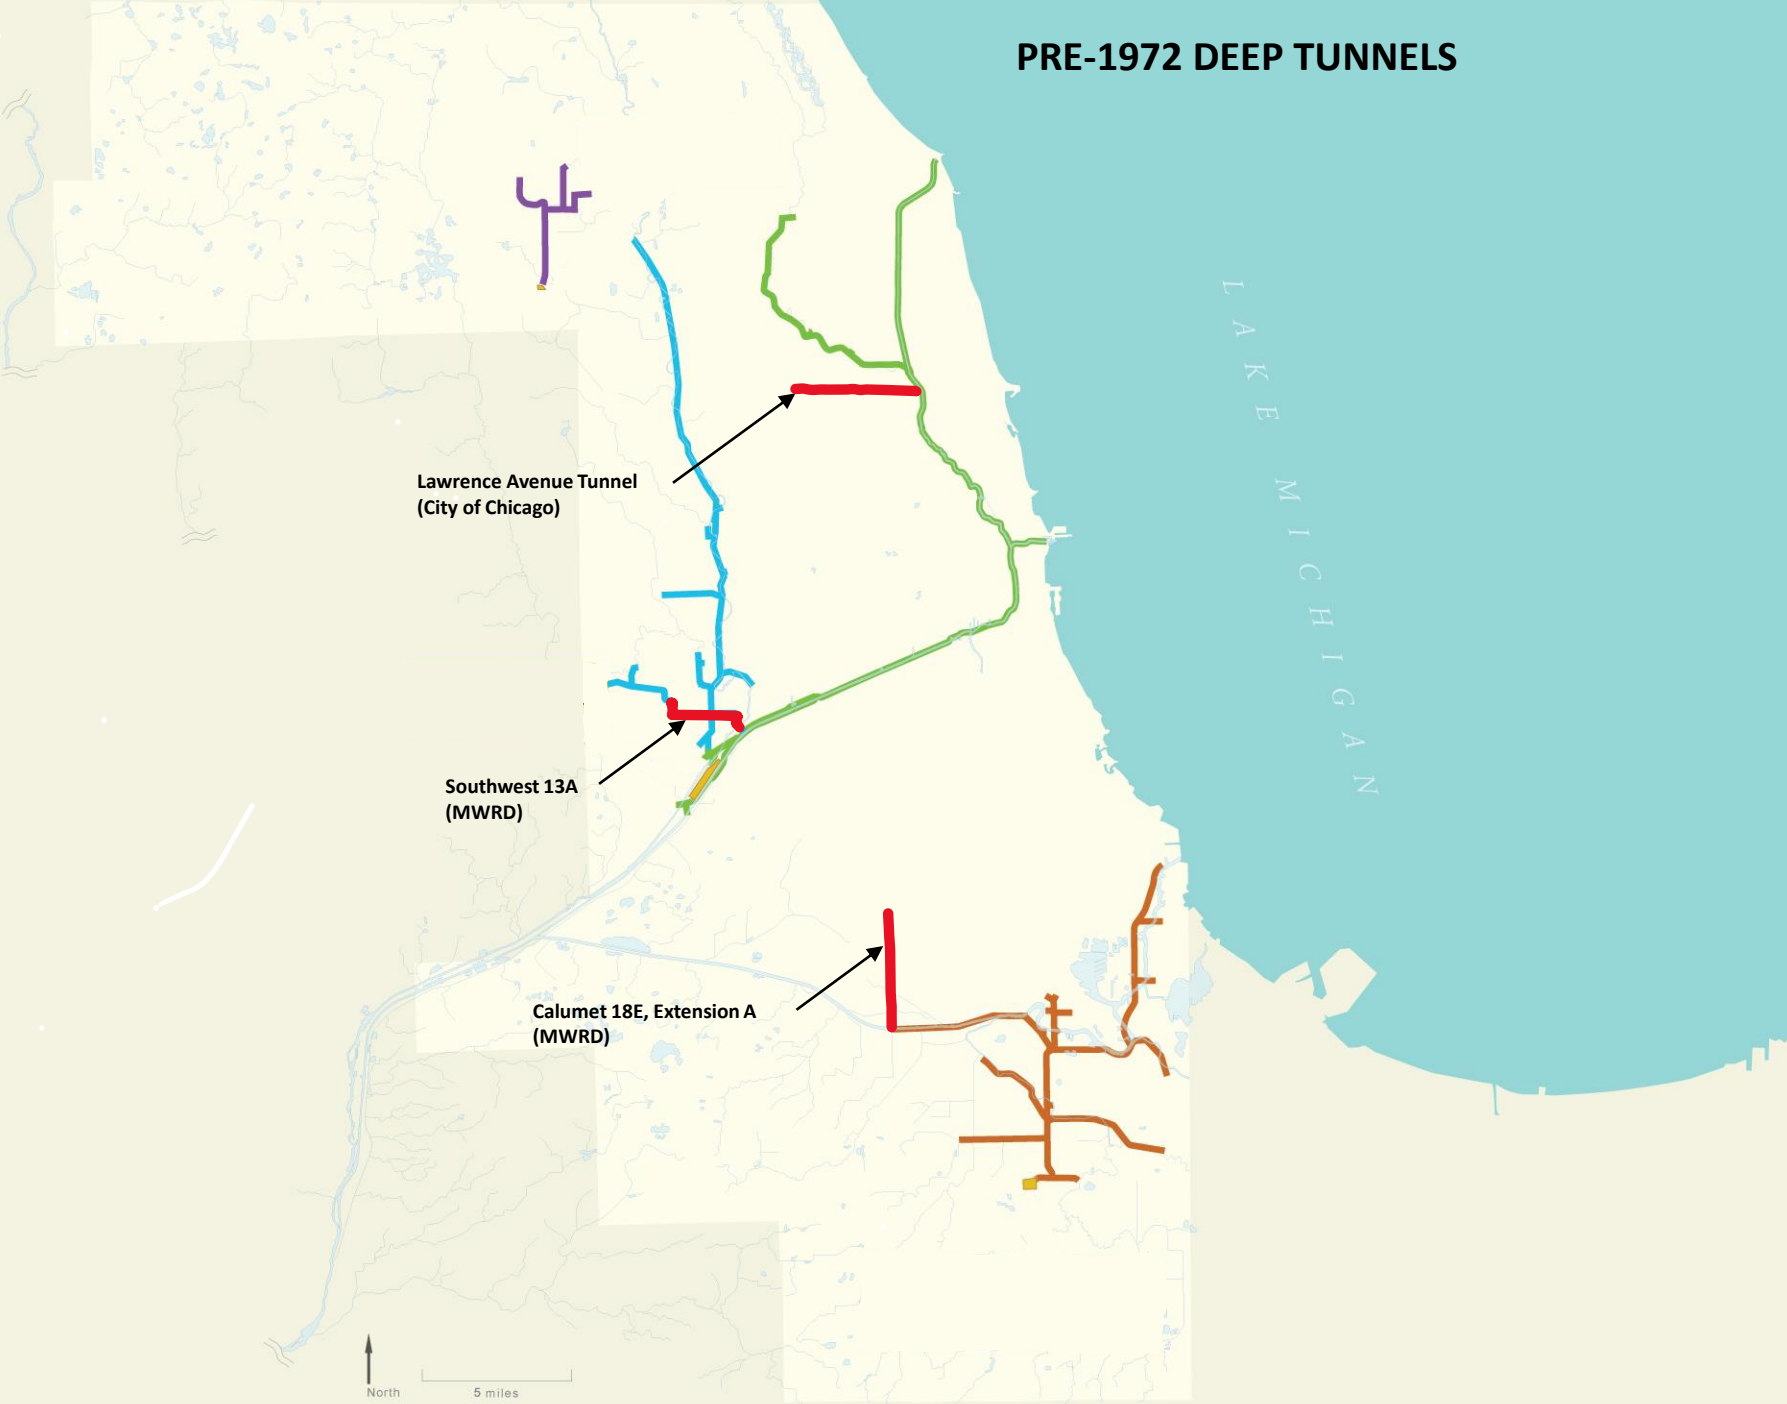 PRE-1972 DEEP TUNNELS
LAKE MICHIGAN
Lawrence Avenue Tunnel
(City of Chicago)
Southwest 13A
(MWRD)
Calumet 18E, Extension A
(MWRD)
North
5 miles